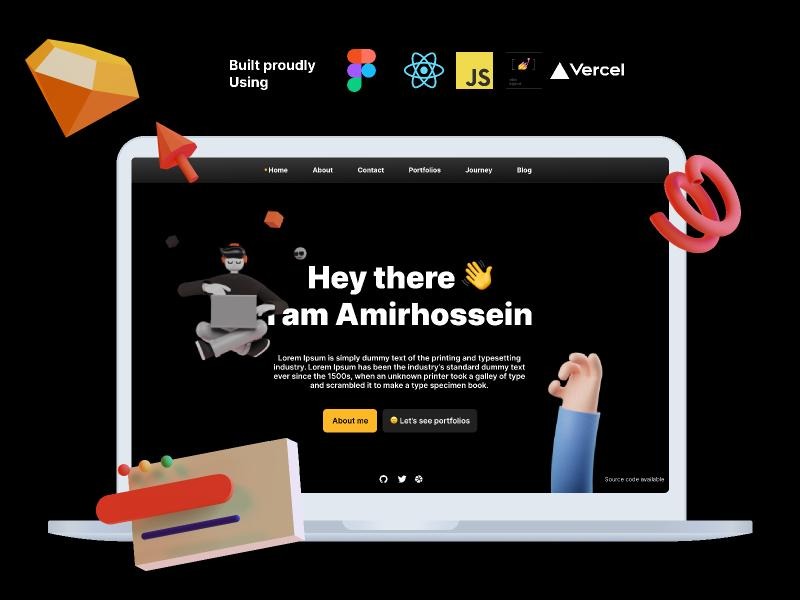 Built proudly
Using
JS
Vercel
Home About Contact Portfolios Journey Blog
Hey there 👋
I am Amirhossein
Lorem Ipsum is simply dummy text of the printing and typesetting
industry. Lorem Ipsum has been the industry's standard dummy text
ever since the 1500s, when an unknown printer took a galley of type
and scrambled it to make a type specimen book.
About me
😊 Let's see portfolios
Source code available